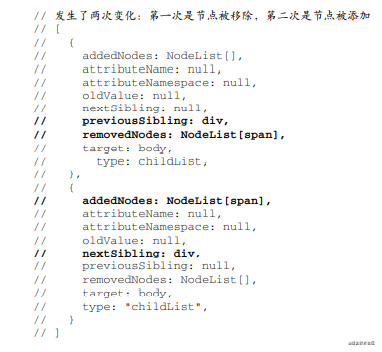 // 发生了两次变化：第一次是节点被移除，第二次是节点被添加
// [
// {
// addedNodes: NodeList[],
// attributeName: null,
// attributeNamespace: null,
// oldValue: null,
// nextSibling: null,
// previousSibling: div,
// removedNodes: NodeList[span],
// target: body,
// type: childList,
// },
// {
// addedNodes: NodeList[span],
// attributeName: null,
// attributeNamespace: null,
// oldValue: null,
// nextSibling: div,
// previousSibling: null,
// removedNodes: NodeList[],
// target: body,
// type: "childList",
// }
// ]